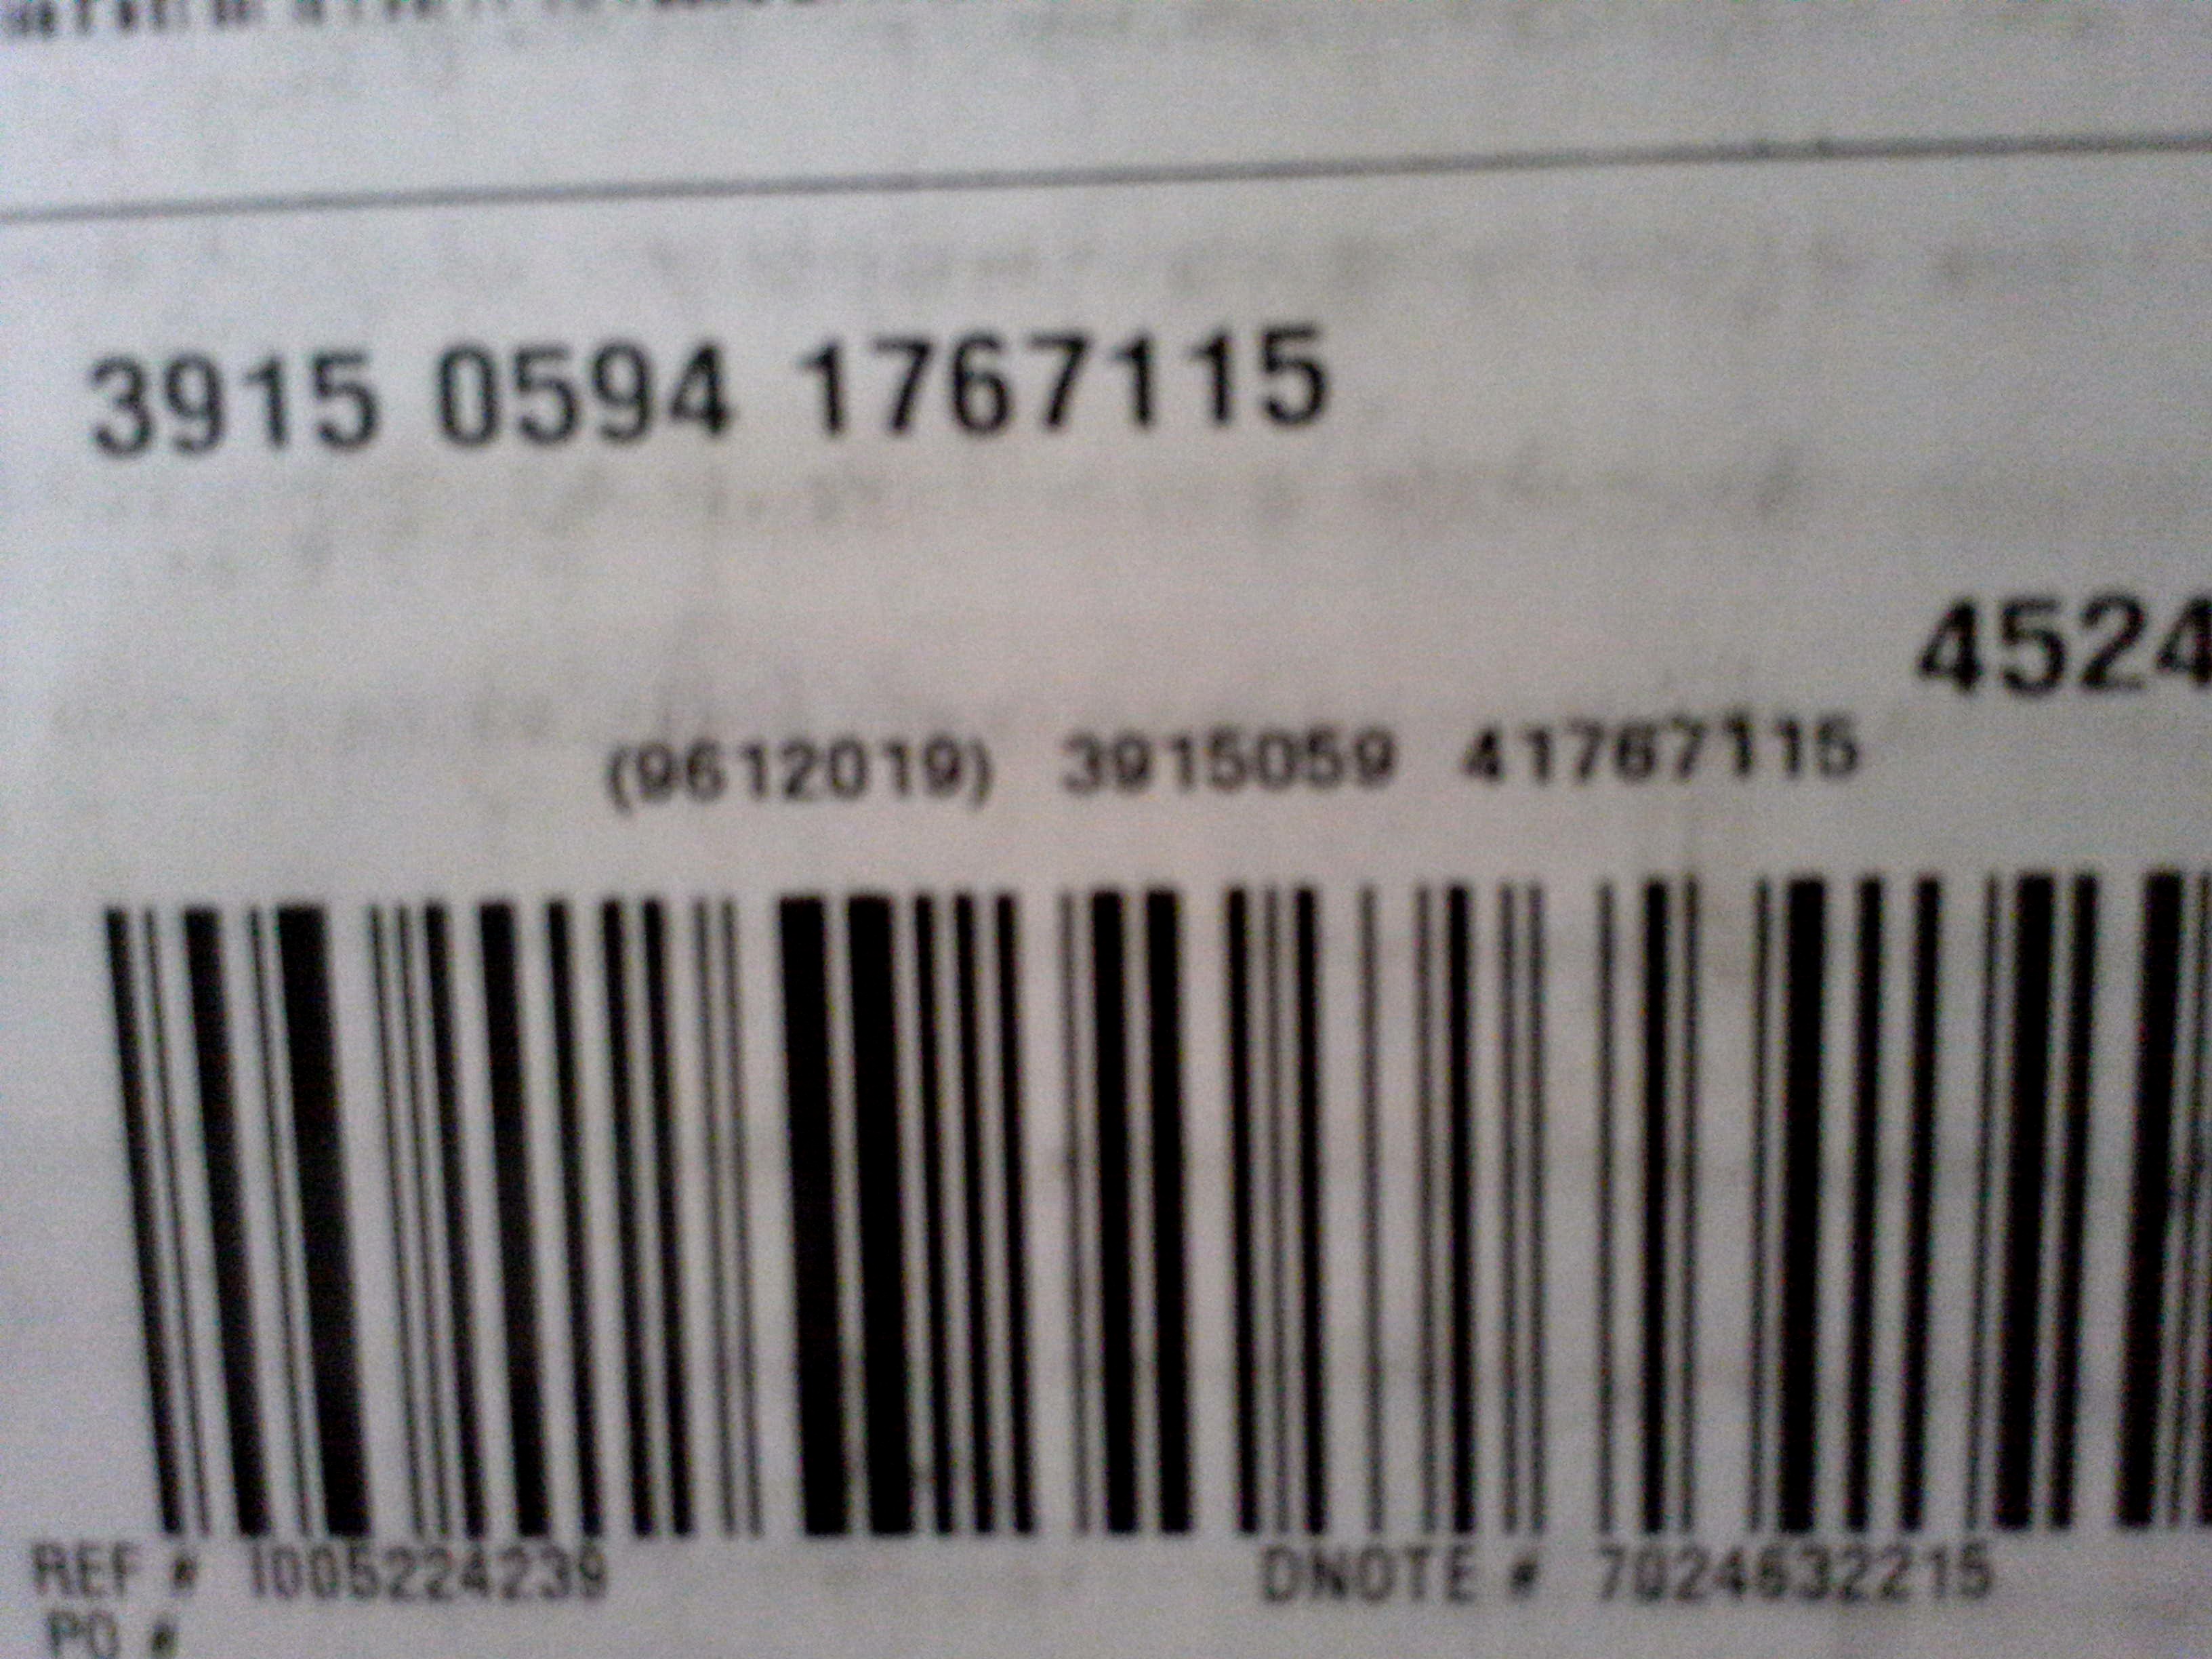 3915 0594 1767115
4524
(9612019) 3915059 41767115
REF # 1005224239
DNOTE # 7024632215
PO #